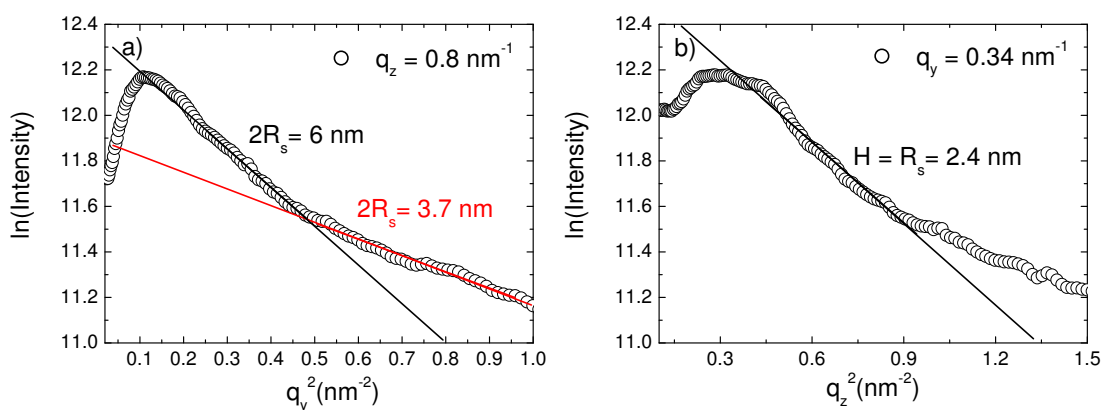 a)
q_z = 0.8 nm⁻¹
2R_s = 6 nm
2R_s = 3.7 nm
ln(Intensity)
12.4
12.2
12.0
11.8
11.6
11.4
11.2
11.0
0.1 0.2 0.3 0.4 0.5 0.6 0.7 0.8 0.9 1.0
q_y²(nm⁻²)
b)
q_y = 0.34 nm⁻¹
H = R_s = 2.4 nm
ln(Intensity)
12.4
12.2
12.0
11.8
11.6
11.4
11.2
11.0
0.3 0.6 0.9 1.2 1.5
q_z²(nm⁻²)